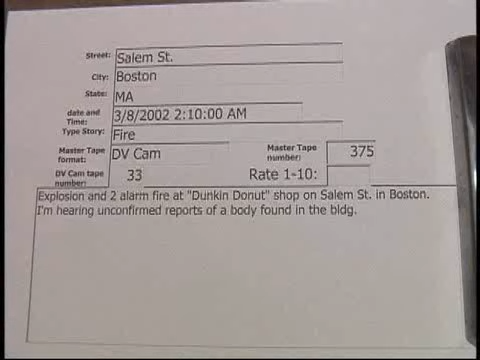 Street: Salem St.
City: Boston
State: MA
date and Time: 3/8/2002 2:10:00 AM
Type Story: Fire
Master Tape format: DV Cam Master Tape number: 375
DV Cam tape number: 33 Rate 1-10:
Explosion and 2 alarm fire at "Dunkin Donut" shop on Salem St. in Boston.
I'm hearing unconfirmed reports of a body found in the bldg.